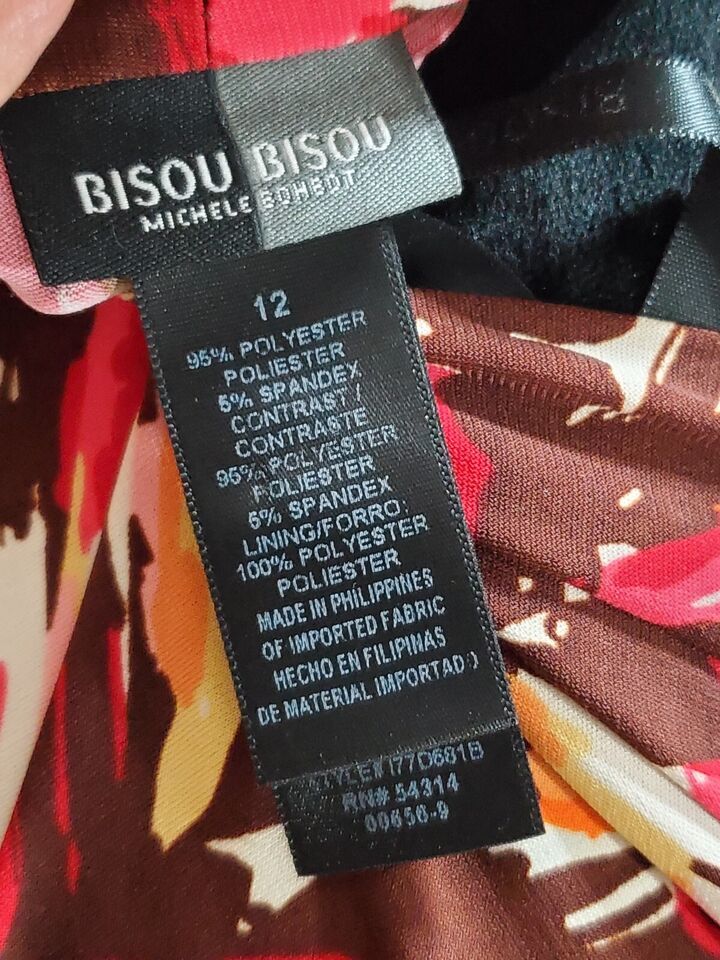 BISOU BISOU
MICHELE BOHBOT
12
95% POLYESTER
POLIESTER
5% SPANDEX
CONTRAST /
CONTRASTE
95% POLYESTER
POLIESTER
5% SPANDEX
LINING/FORRO:
100% POLYESTER
POLIESTER
MADE IN PHILIPPINES
OF IMPORTED FABRIC
HECHO EN FILIPINAS
DE MATERIAL IMPORTADO
STYLE# I77D681B
RN# 54314
00656-9